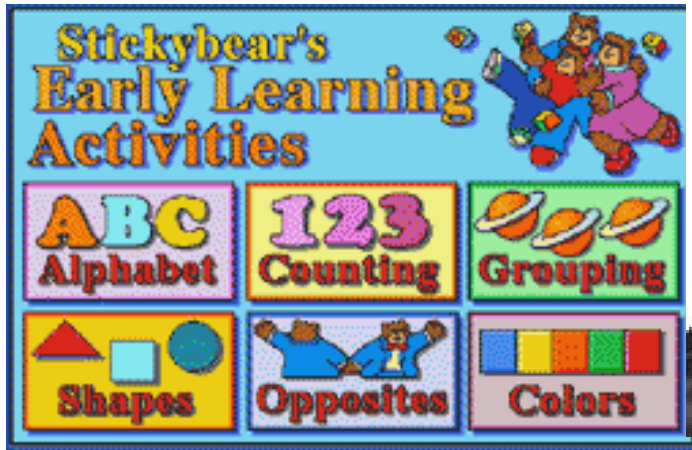 Stickybear's
Early Learning
Activities
ABC
Alphabet
123
Counting
Grouping
Shapes
Opposites
Colors